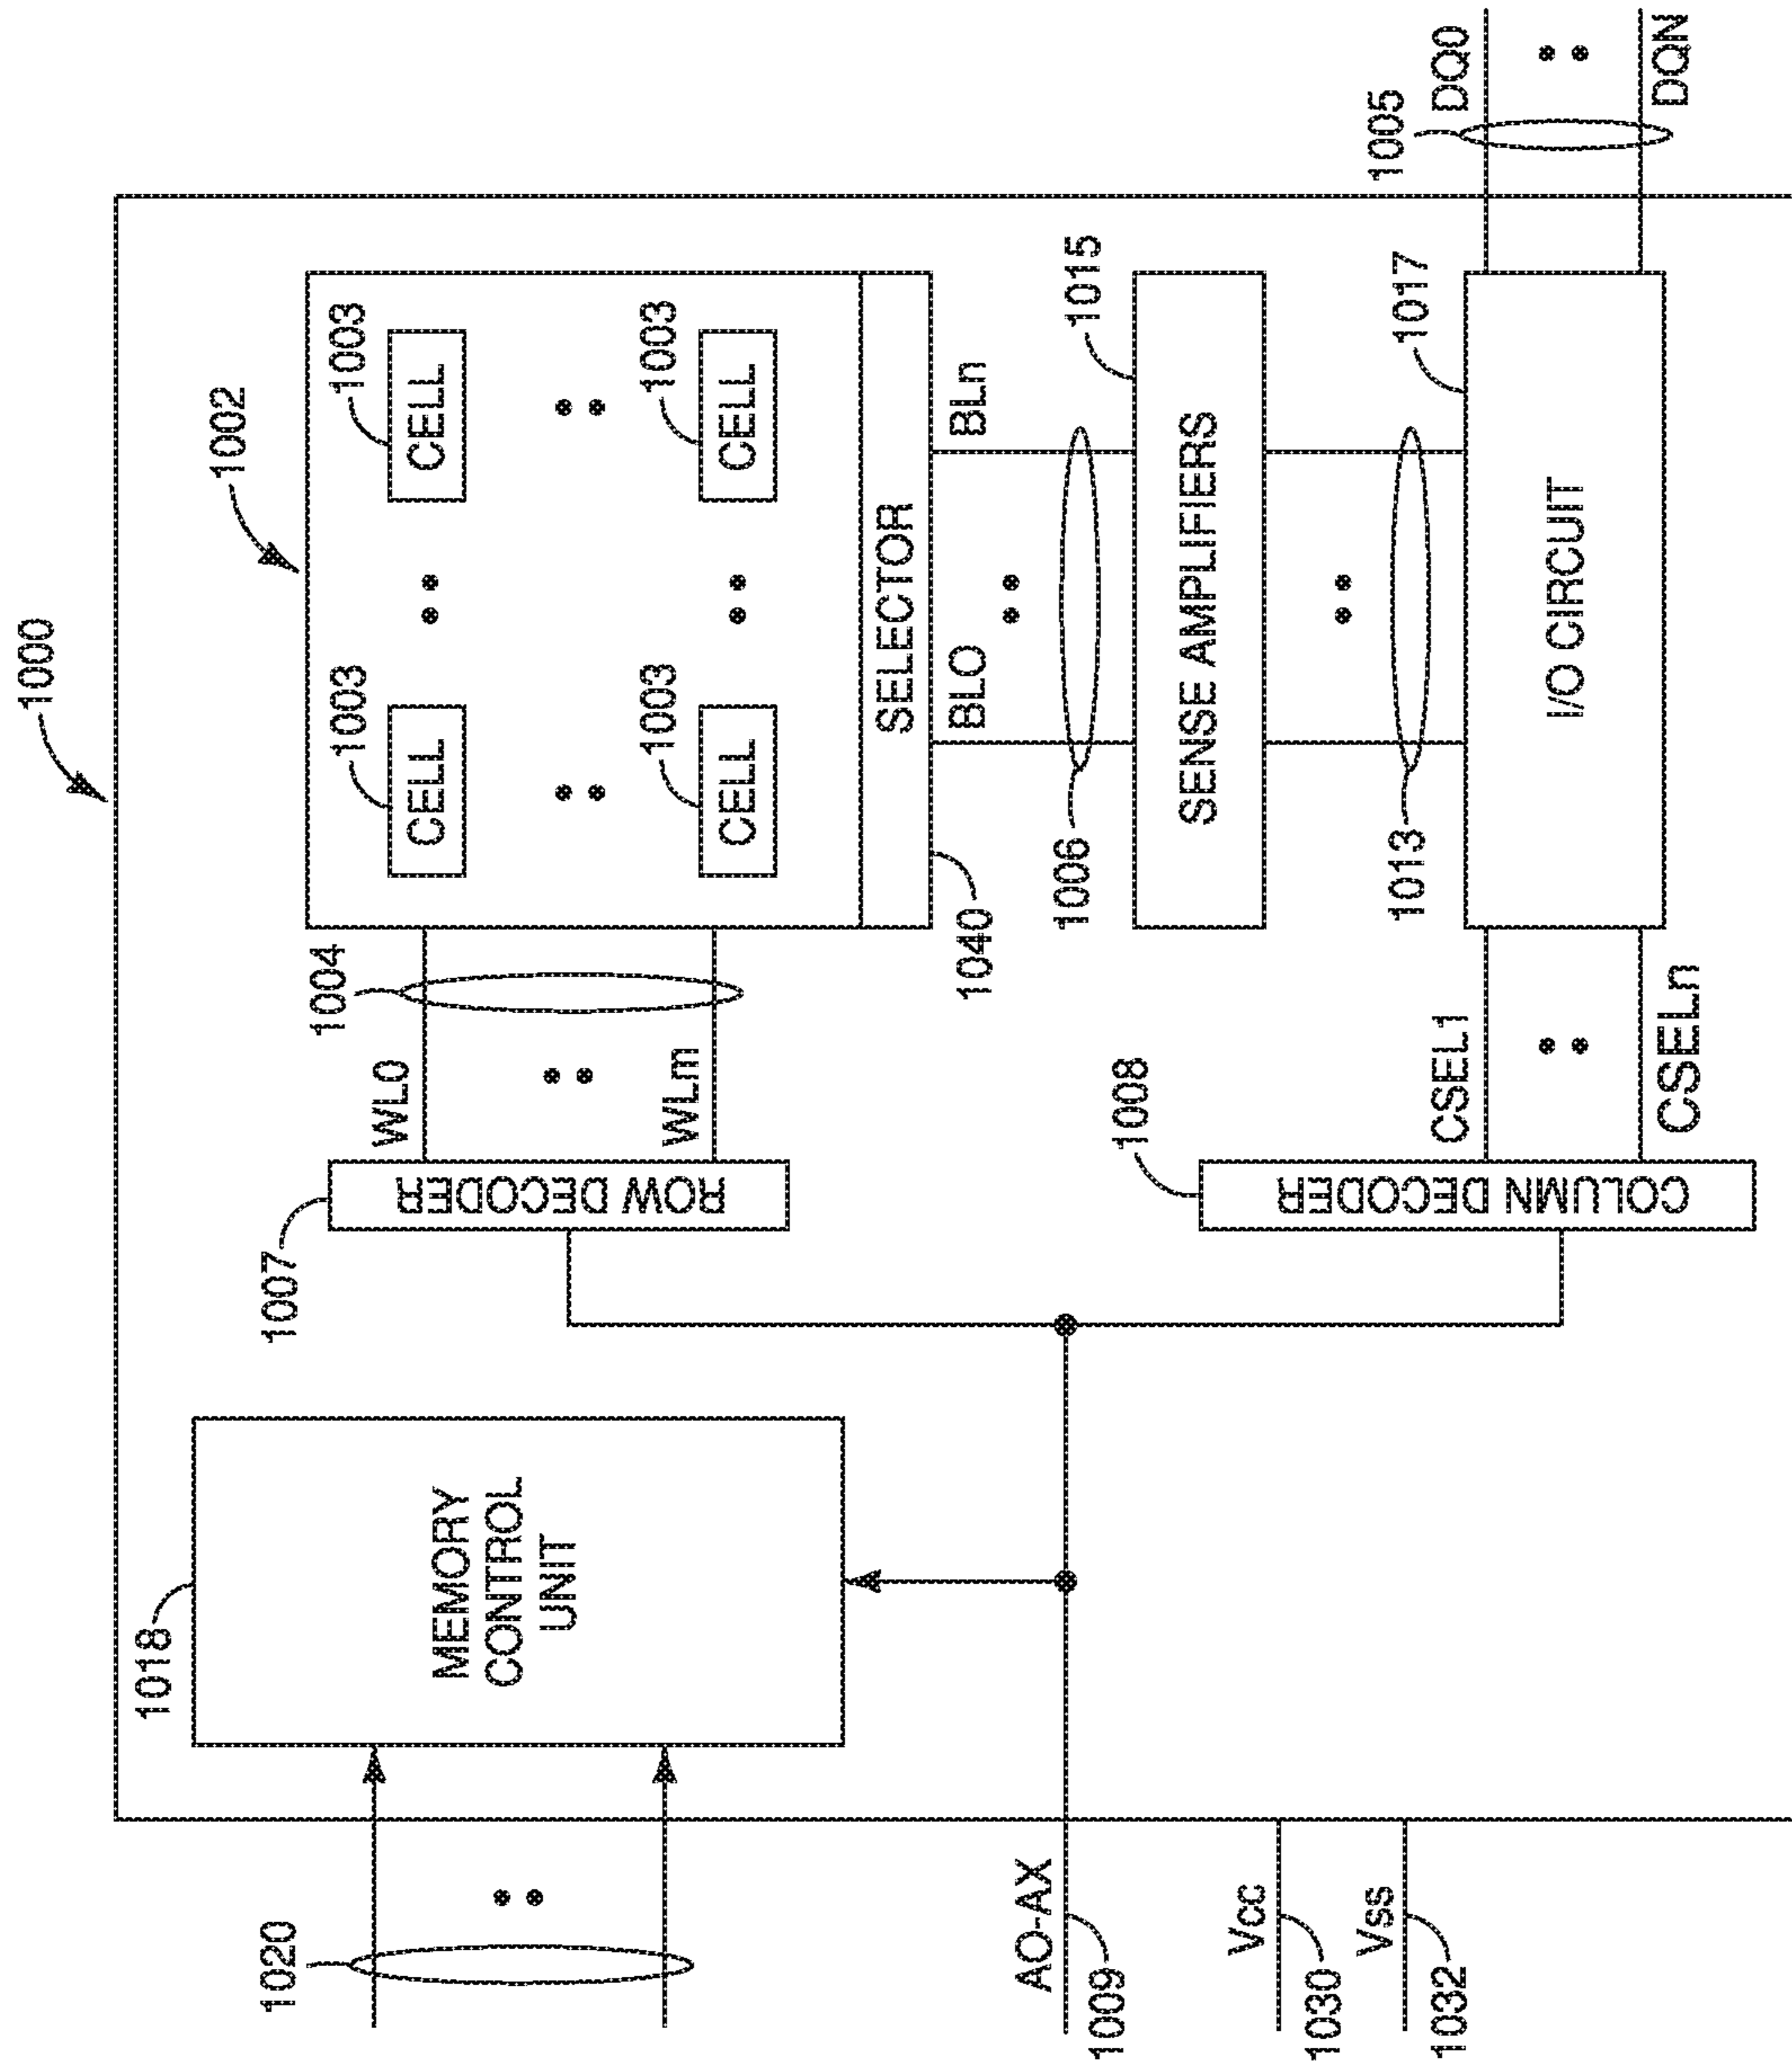 1000
1002
1018
MEMORY
CONTROL
UNIT
1020
1007
ROW DECODER
WL0
WLm
1004
1003
CELL
1003
CELL
1003
CELL
1003
CELL
SELECTOR
1040
BLO
BLn
1006
1015
SENSE AMPLIFIERS
1013
1017
I/O CIRCUIT
1008
COLUMN DECODER
CSEL1
CSELn
1005
DQ0
DQN
AO-AX
1009
Vcc
1030
Vss
1032